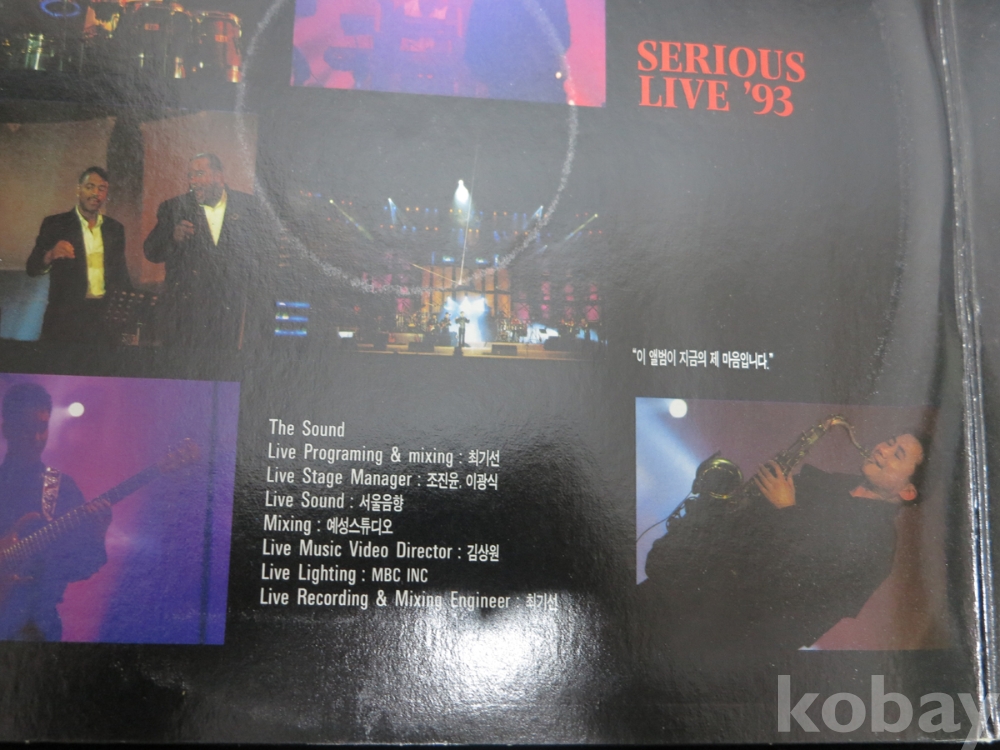 SERIOUS
LIVE '93
"이 앨범이 지금의 제 마음입니다."
The Sound
Live Programing & mixing : 최기선
Live Stage Manager : 조진윤. 이광식
Live Sound : 서울음향
Mixing : 예성스튜디오
Live Music Video Director : 김상원
Live Lighting : MBC INC
Live Recording & Mixing Engineer : 최기선
kobay